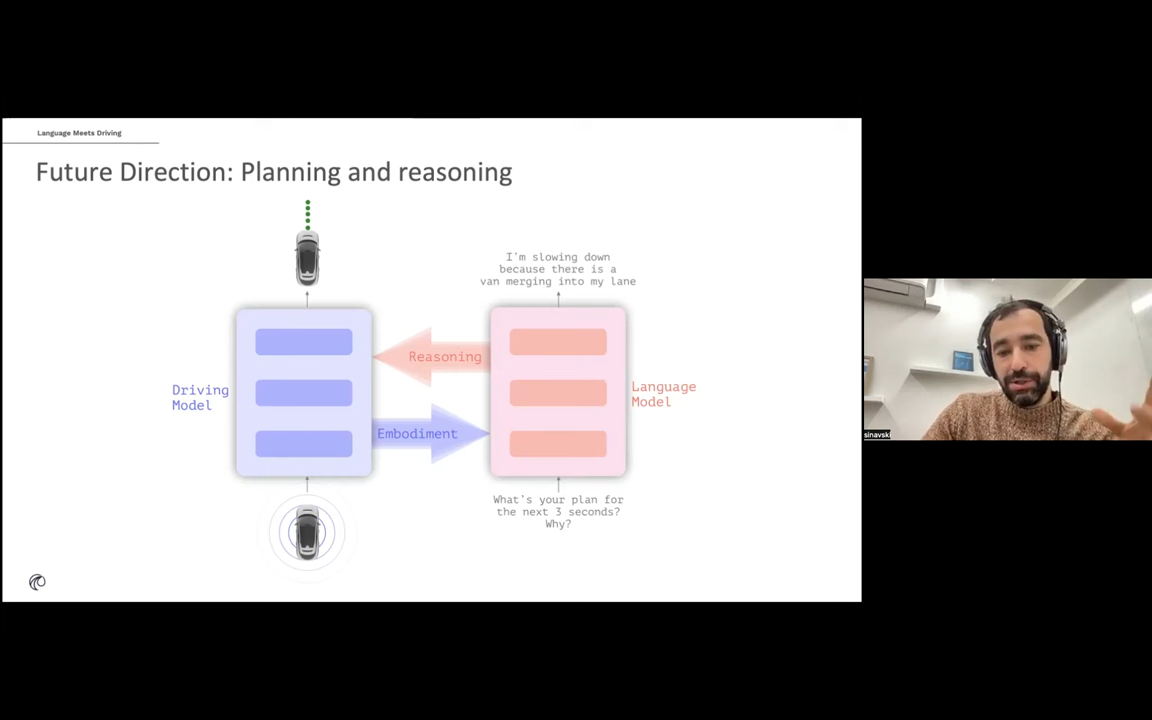 Language Meets Driving
Future Direction: Planning and reasoning
I'm slowing down
because there is a
van merging into my lane
Reasoning
Driving
Model
Language
Model
Embodiment
What's your plan for
the next 3 seconds?
Why?
sinavski